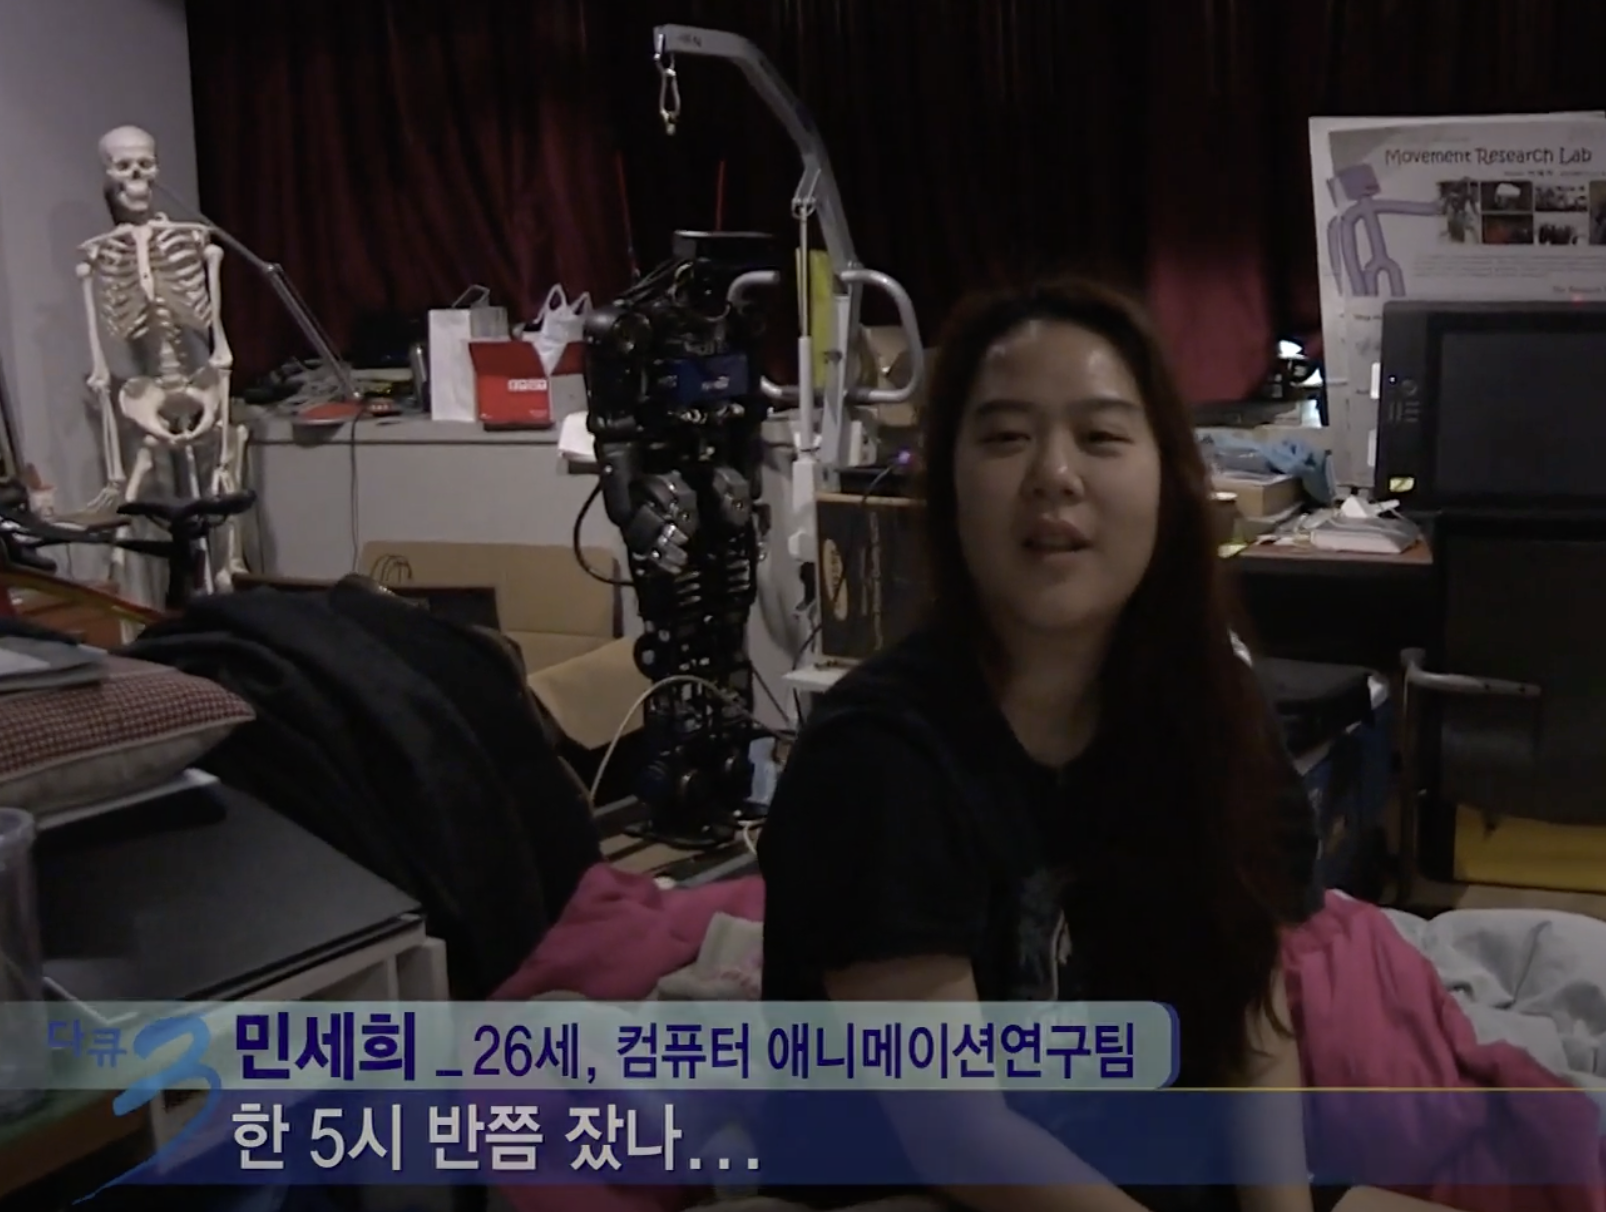 Movement Research Lab
다큐 3
민세희 _ 26세, 컴퓨터 애니메이션연구팀
한 5시 반쯤 잤나...